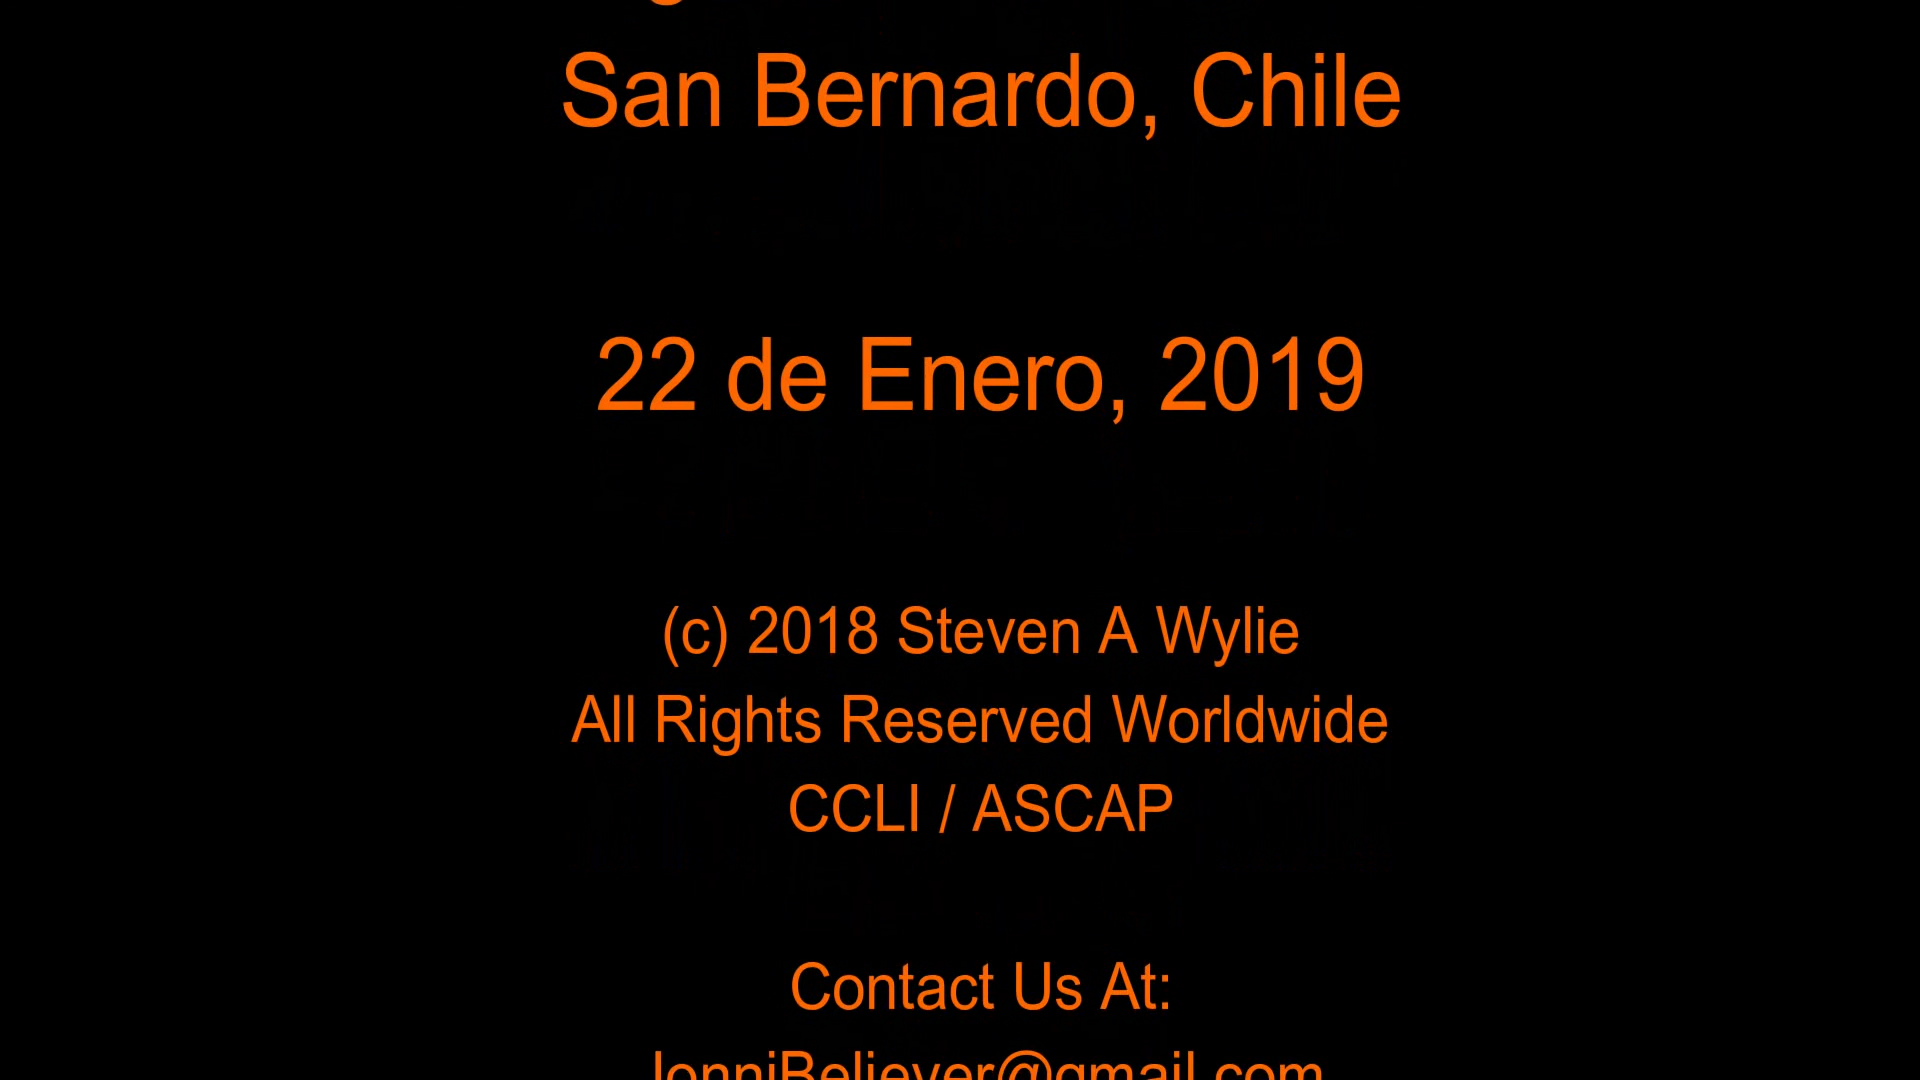 San Bernardo, Chile
22 de Enero, 2019
(c) 2018 Steven A Wylie
All Rights Reserved Worldwide
CCLI / ASCAP
Contact Us At: